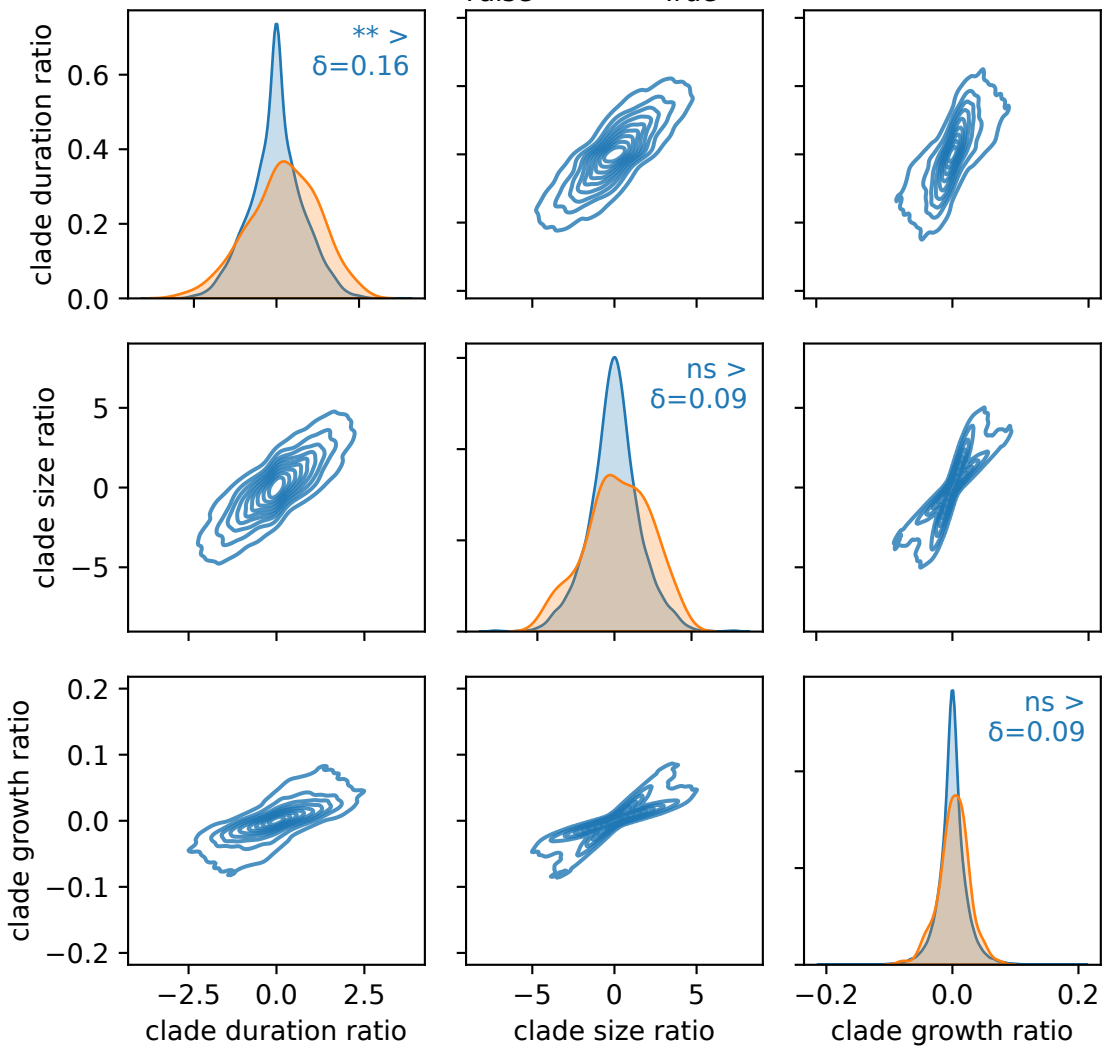 clade duration ratio
0.6
0.4
0.2
0.0
** >
δ=0.16
clade size ratio
5
0
−5
ns >
δ=0.09
clade growth ratio
0.2
0.1
0.0
−0.1
−0.2
ns >
δ=0.09
−2.5 0.0 2.5
−5 0 5
−0.2 0.0 0.2
clade duration ratio
clade size ratio
clade growth ratio